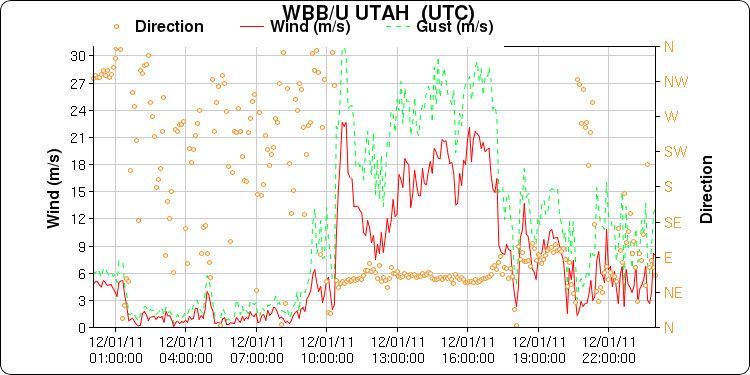 WBB/U UTAH (UTC)
Direction Wind (m/s) Gust (m/s)
30
27
24
21
18
15
12
9
6
3
0
Wind (m/s)
N
NW
W
SW
S
SE
E
NE
N
Direction
12/01/11 12/01/11 12/01/11 12/01/11 12/01/11 12/01/11 12/01/11 12/01/11
01:00:00 04:00:00 07:00:00 10:00:00 13:00:00 16:00:00 19:00:00 22:00:00